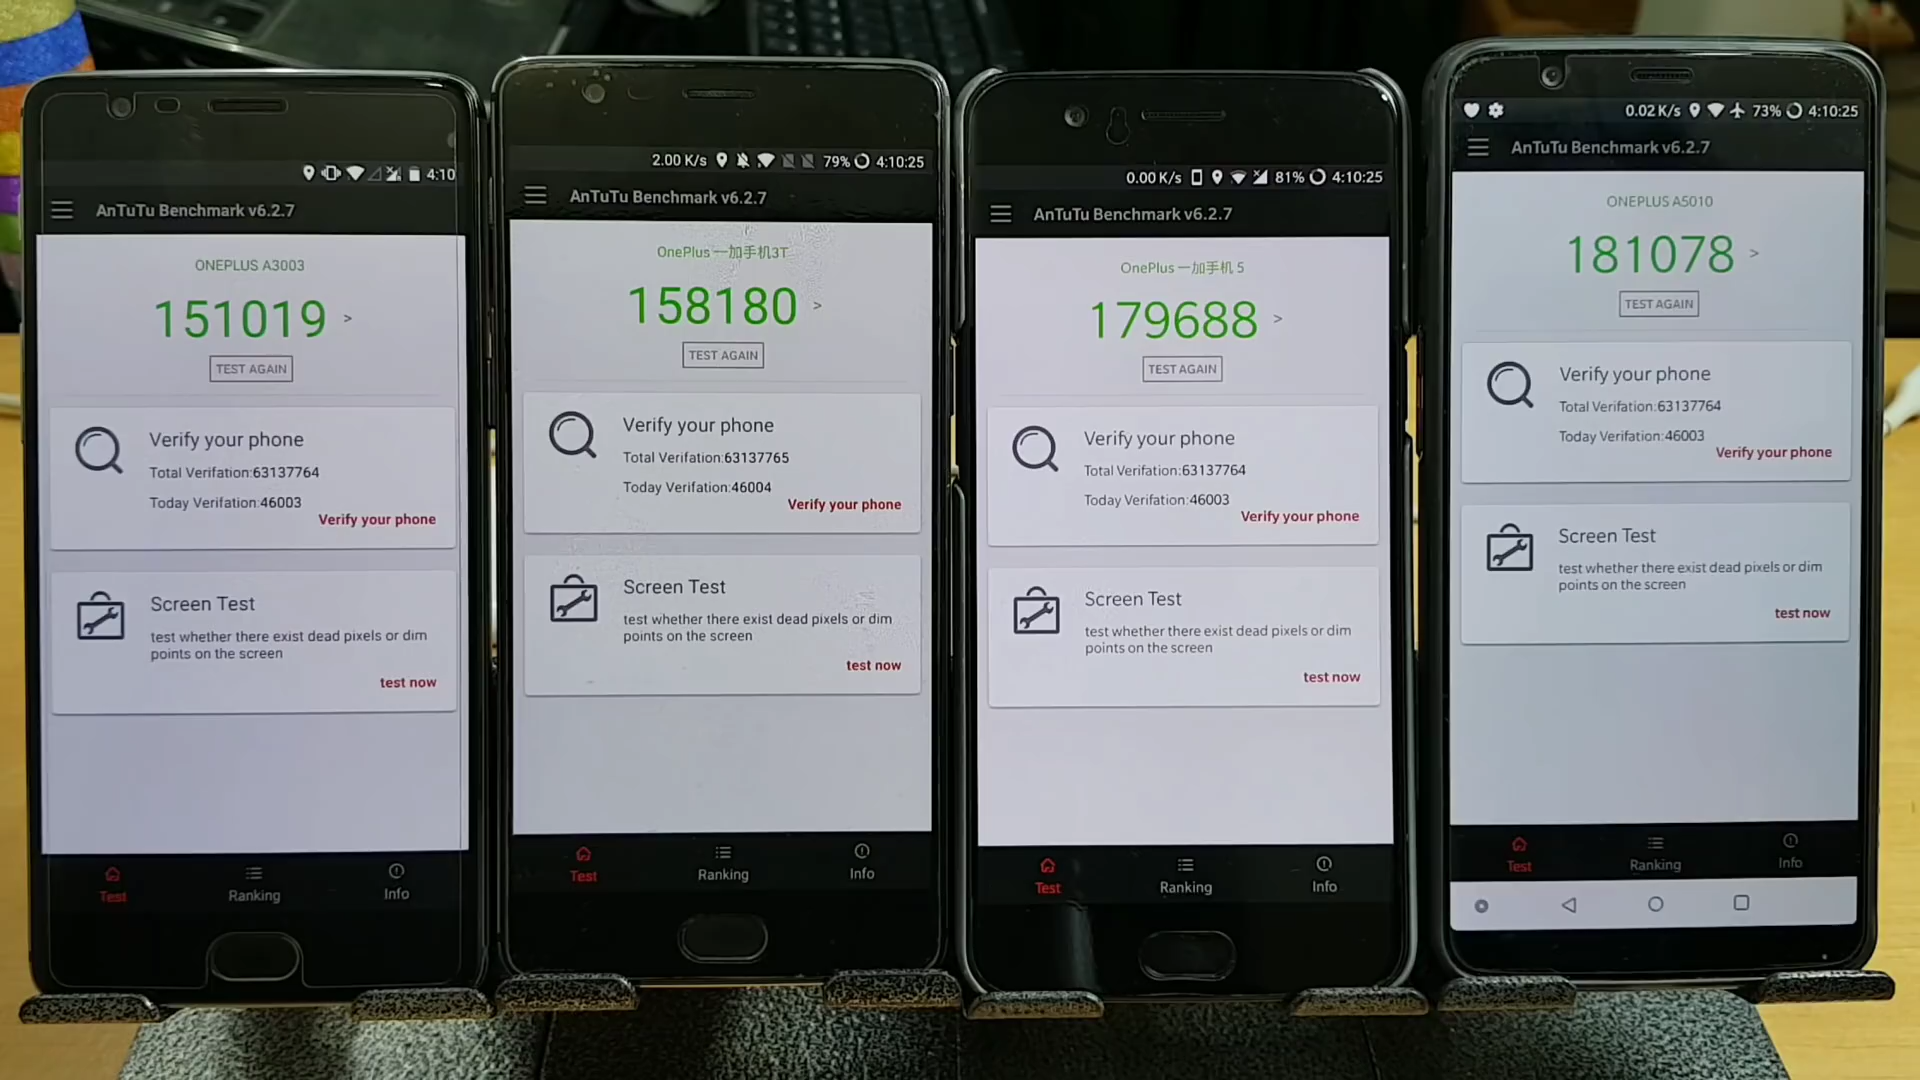 4:10
AnTuTu Benchmark v6.2.7
ONEPLUS A3003
151019 >
TEST AGAIN
Verify your phone
Total Verifation:63137764
Today Verifation:46003
Verify your phone
Screen Test
test whether there exist dead pixels or dim
points on the screen
test now
Test Ranking Info
2.00 K/s 79% 4:10:25
AnTuTu Benchmark v6.2.7
OnePlus 一加手机3T
158180 >
TEST AGAIN
Verify your phone
Total Verifation:63137765
Today Verifation:46004
Verify your phone
Screen Test
test whether there exist dead pixels or dim
points on the screen
test now
Test Ranking Info
0.00 K/s 81% 4:10:25
AnTuTu Benchmark v6.2.7
OnePlus 一加手机 5
179688 >
TEST AGAIN
Verify your phone
Total Verifation:63137764
Today Verifation:46003
Verify your phone
Screen Test
test whether there exist dead pixels or dim
points on the screen
test now
Test Ranking Info
0.02 K/s 73% 4:10:25
AnTuTu Benchmark v6.2.7
ONEPLUS A5010
181078 >
TEST AGAIN
Verify your phone
Total Verifation:63137764
Today Verifation:46003
Verify your phone
Screen Test
test whether there exist dead pixels or dim
points on the screen
test now
Test Ranking Info